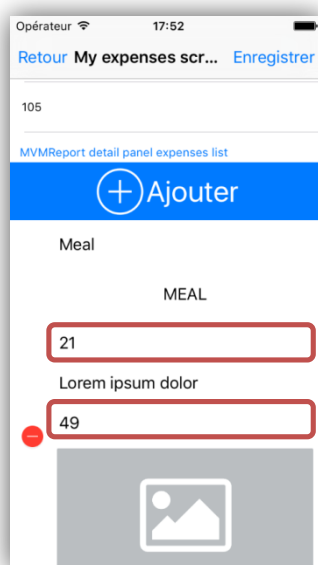 Opérateur 17:52
Retour My expenses scr... Enregistrer
105
MVMReport detail panel expenses list
Ajouter
Meal
MEAL
21
Lorem ipsum dolor
49